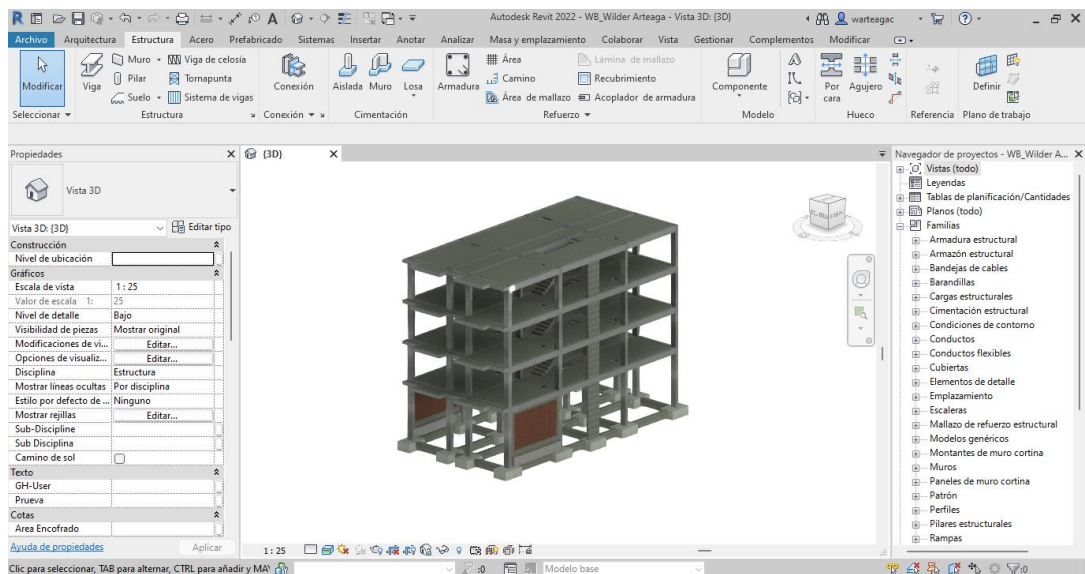 Autodesk Revit 2022 - WB_Wilder Arteaga - Vista 3D: {3D}
warteagac
Archivo Arquitectura Estructura Acero Prefabricado Sistemas Insertar Anotar Analizar Masa y emplazamiento Colaborar Vista Gestionar Complementos Modificar
Modificar
Viga
Muro
Viga de celosía
Pilar
Tornapunta
Suelo
Sistema de vigas
Conexión
Aislada
Muro
Losa
Armadura
Área
Lámina de mallazo
Camino
Recubrimiento
Área de mallazo
Acoplador de armadura
Componente
Por cara
Agujero
Definir
Seleccionar
Estructura
Conexión
Cimentación
Refuerzo
Modelo
Hueco
Referencia
Plano de trabajo
Propiedades
Vista 3D
Vista 3D: {3D}
Editar tipo
Construcción
Nivel de ubicación
Gráficos
Escala de vista 1 : 25
Valor de escala 1: 25
Nivel de detalle Bajo
Visibilidad de piezas Mostrar original
Modificaciones de vi... Editar...
Opciones de visualiz... Editar...
Disciplina Estructura
Mostrar líneas ocultas Por disciplina
Estilo por defecto de ... Ninguno
Mostrar rejillas Editar...
Sub-Discipline
Sub Disciplina
Camino de sol
Texto
GH-User
Prueva
Cotas
Area Encofrado
Ayuda de propiedades
Aplicar
{3D}
1 : 25
Navegador de proyectos - WB_Wilder A...
Vistas (todo)
Leyendas
Tablas de planificación/Cantidades
Planos (todo)
Familias
Armadura estructural
Armazón estructural
Bandejas de cables
Barandillas
Cargas estructurales
Cimentación estructural
Condiciones de contorno
Conductos
Conductos flexibles
Cubiertas
Elementos de detalle
Emplazamiento
Escaleras
Mallazo de refuerzo estructural
Modelos genéricos
Montantes de muro cortina
Muros
Paneles de muro cortina
Patrón
Perfiles
Pilares estructurales
Rampas
Clic para seleccionar, TAB para alternar, CTRL para añadir y MAY
:0
Modelo base
:0